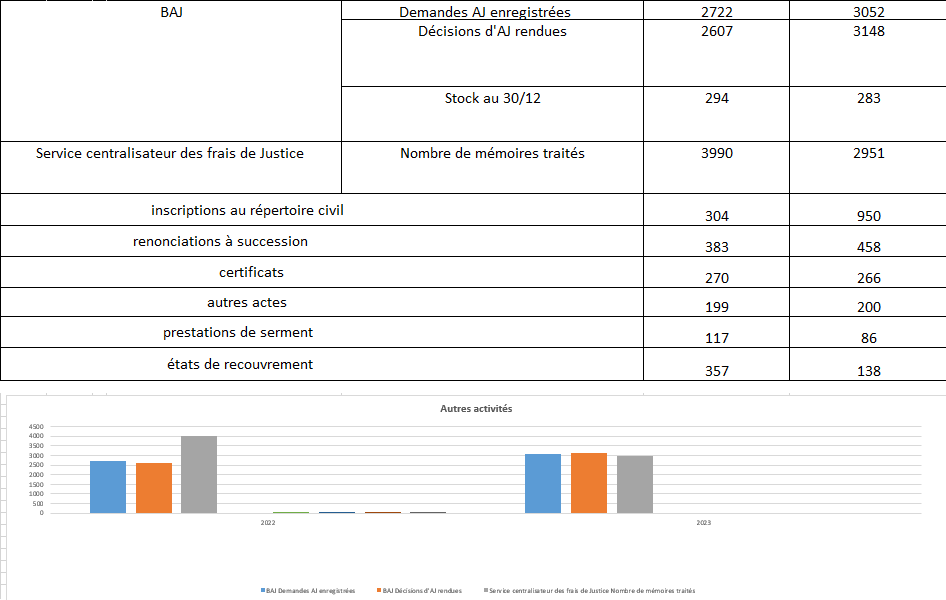 BAJ Demandes AJ enregistrées 2722 3052
Décisions d'AJ rendues 2607 3148
Stock au 30/12 294 283
Service centralisateur des frais de Justice Nombre de mémoires traités 3990 2951
inscriptions au répertoire civil 304 950
renonciations à succession 383 458
certificats 270 266
autres actes 199 200
prestations de serment 117 86
états de recouvrement 357 138
Autres activités
4500
4000
3500
3000
2500
2000
1500
1000
500
0
2022 2023
BAJ Demandes AJ enregistrées BAJ Décisions d'AJ rendues Service centralisateur des frais de Justice Nombre de mémoires traités